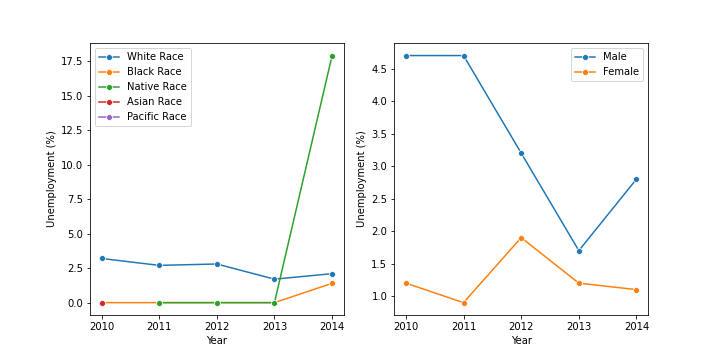 17.5
15.0
12.5
10.0
7.5
5.0
2.5
0.0
Unemployment (%)
White Race
Black Race
Native Race
Asian Race
Pacific Race
2010 2011 2012 2013 2014
Year
4.5
4.0
3.5
3.0
2.5
2.0
1.5
1.0
Unemployment (%)
Male
Female
2010 2011 2012 2013 2014
Year